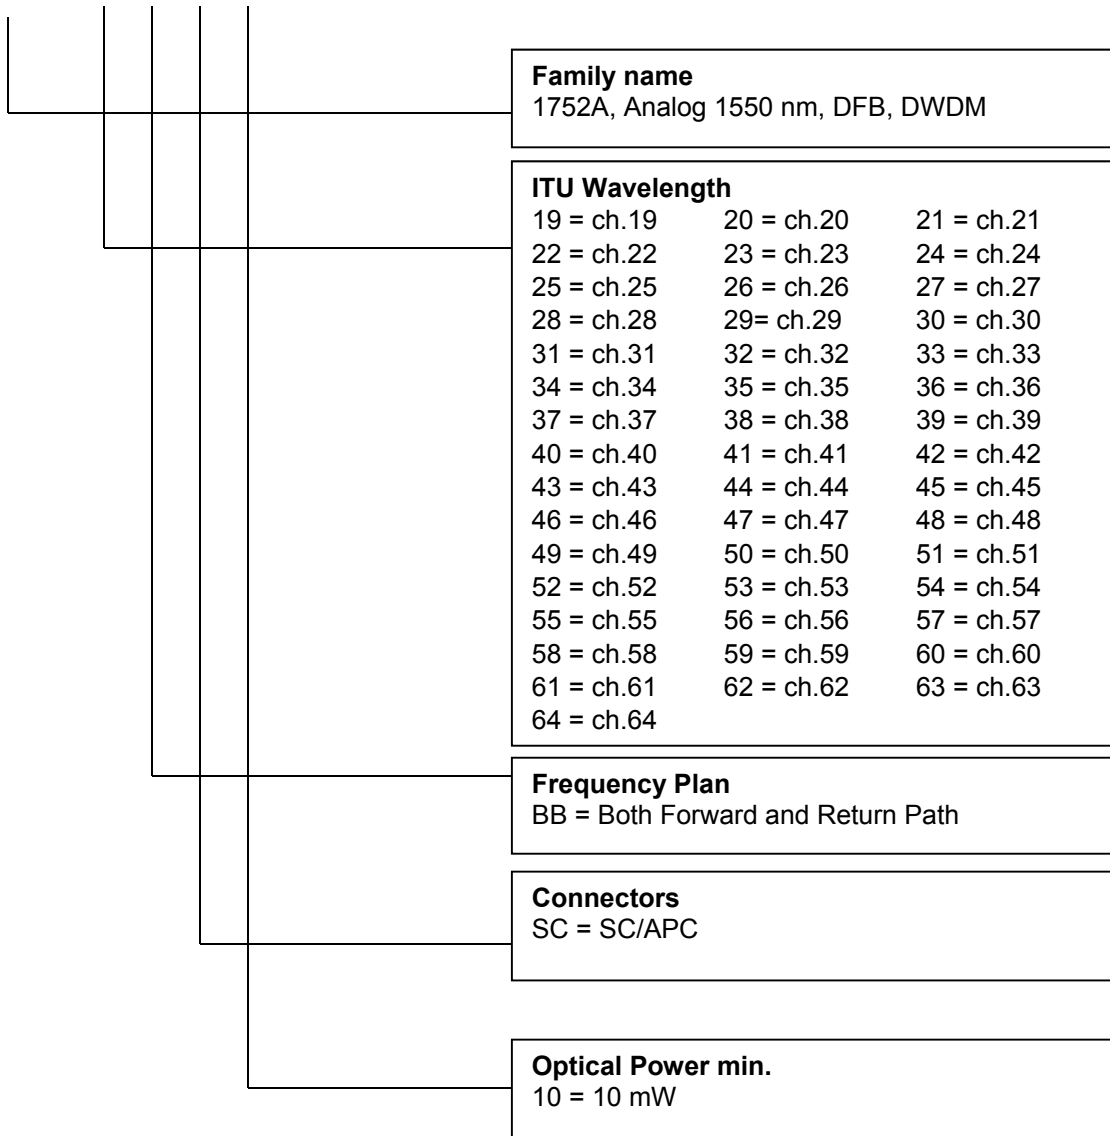 Family name
1752A, Analog 1550 nm, DFB, DWDM
ITU Wavelength
19 = ch.19 20 = ch.20 21 = ch.21
22 = ch.22 23 = ch.23 24 = ch.24
25 = ch.25 26 = ch.26 27 = ch.27
28 = ch.28 29= ch.29 30 = ch.30
31 = ch.31 32 = ch.32 33 = ch.33
34 = ch.34 35 = ch.35 36 = ch.36
37 = ch.37 38 = ch.38 39 = ch.39
40 = ch.40 41 = ch.41 42 = ch.42
43 = ch.43 44 = ch.44 45 = ch.45
46 = ch.46 47 = ch.47 48 = ch.48
49 = ch.49 50 = ch.50 51 = ch.51
52 = ch.52 53 = ch.53 54 = ch.54
55 = ch.55 56 = ch.56 57 = ch.57
58 = ch.58 59 = ch.59 60 = ch.60
61 = ch.61 62 = ch.62 63 = ch.63
64 = ch.64
Frequency Plan
BB = Both Forward and Return Path
Connectors
SC = SC/APC
Optical Power min.
10 = 10 mW